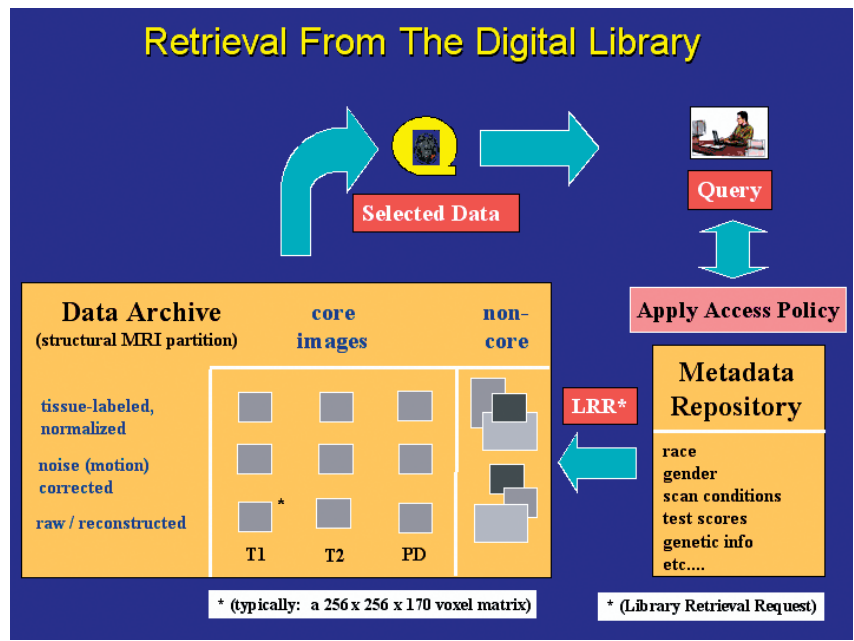 Retrieval From The Digital Library
Selected Data
Query
Apply Access Policy
Data Archive
(structural MRI partition)
core
images
non-
core
tissue-labeled,
normalized
noise (motion)
corrected
raw / reconstructed
*
T1
T2
PD
* (typically: a 256 x 256 x 170 voxel matrix)
LRR*
Metadata
Repository
race
gender
scan conditions
test scores
genetic info
etc....
* (Library Retrieval Request)